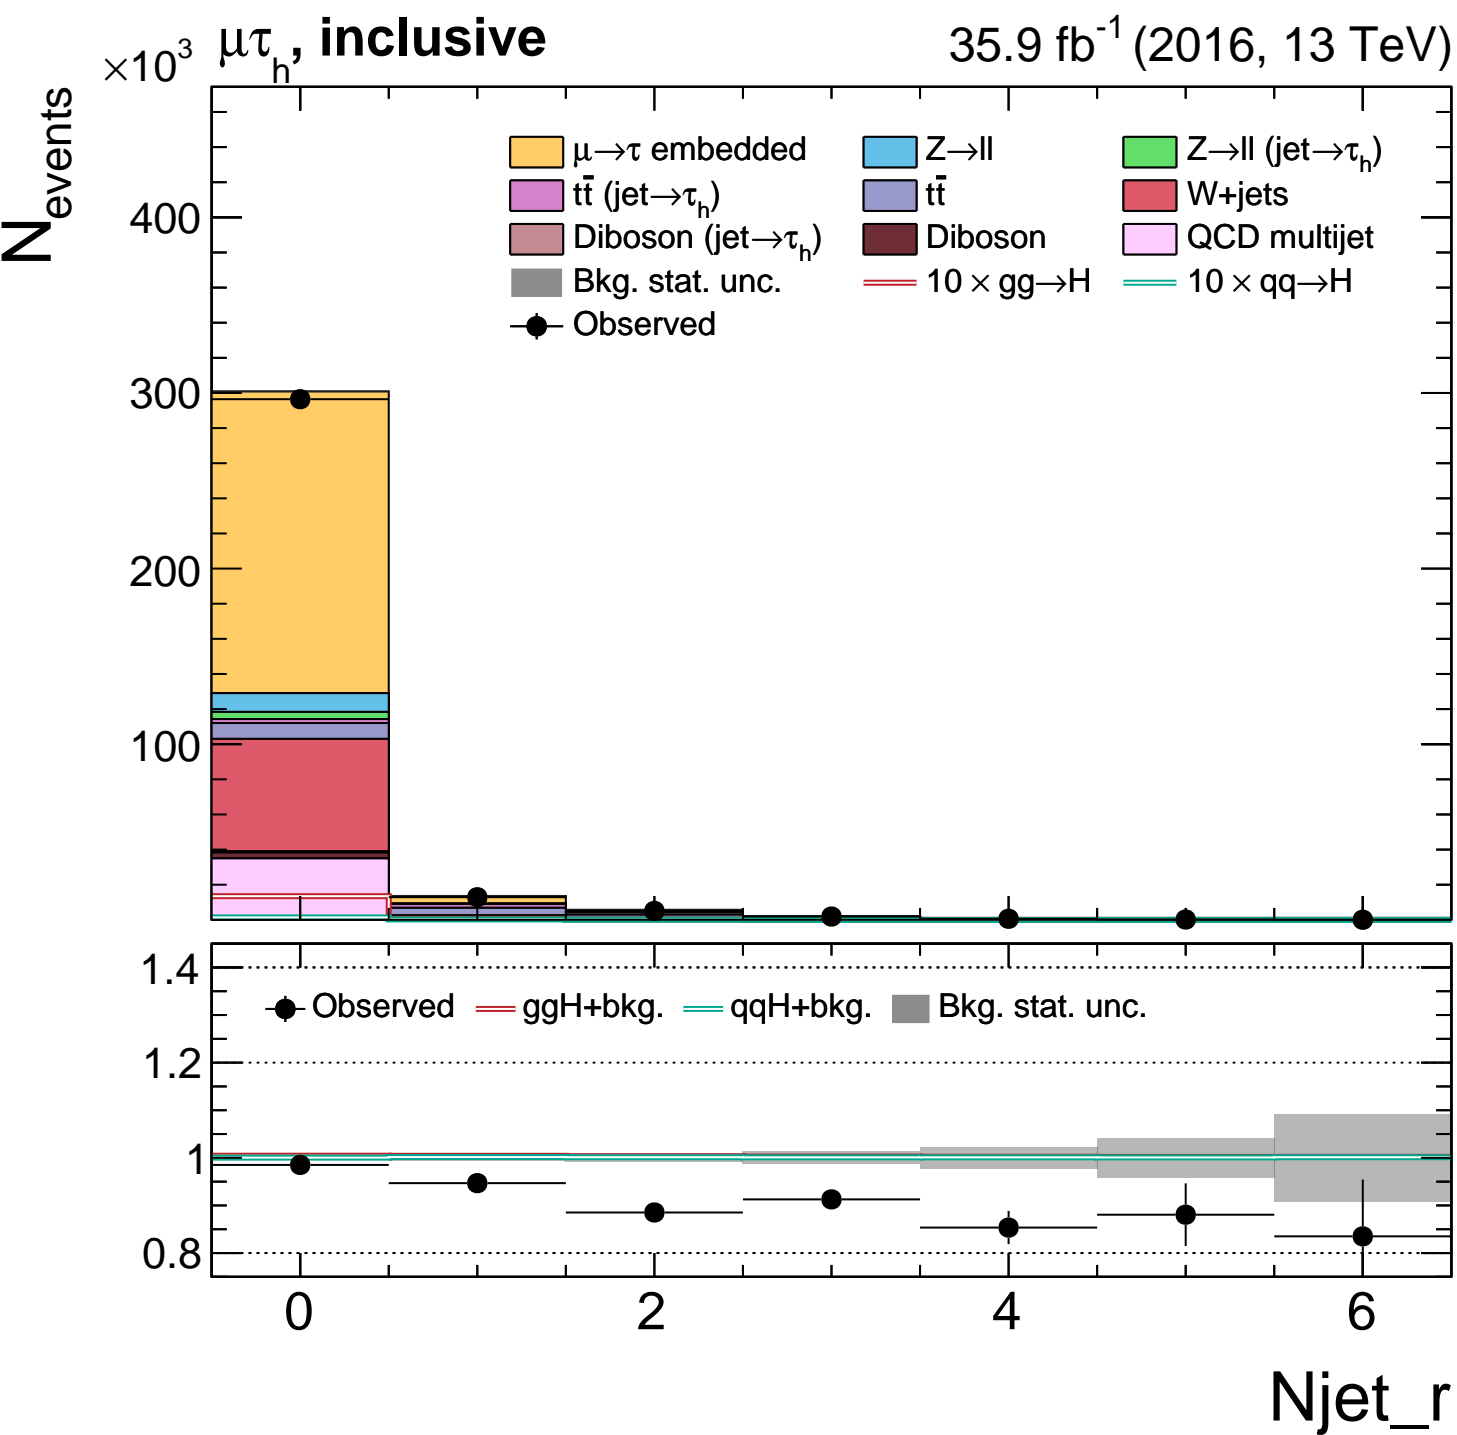 ×10³ μτₕ, inclusive 35.9 fb⁻¹ (2016, 13 TeV)
N_events
μ→τ embedded Z→ll Z→ll (jet→τₕ)
tt̄ (jet→τₕ) tt̄ W+jets
Diboson (jet→τₕ) Diboson QCD multijet
Bkg. stat. unc. 10 × gg→H 10 × qq→H
Observed
400
300
200
100
1.4
Observed ggH+bkg. qqH+bkg. Bkg. stat. unc.
1.2
1
0.8
0 2 4 6
Njet_r